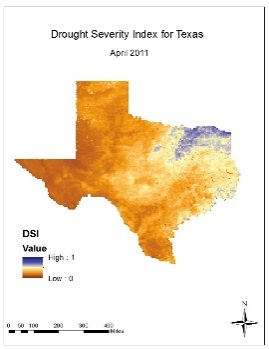 Drought Severity Index for Texas
April 2011
DSI
Value
High : 1
Low : 0
0 50 100 200 300 400
Miles
N